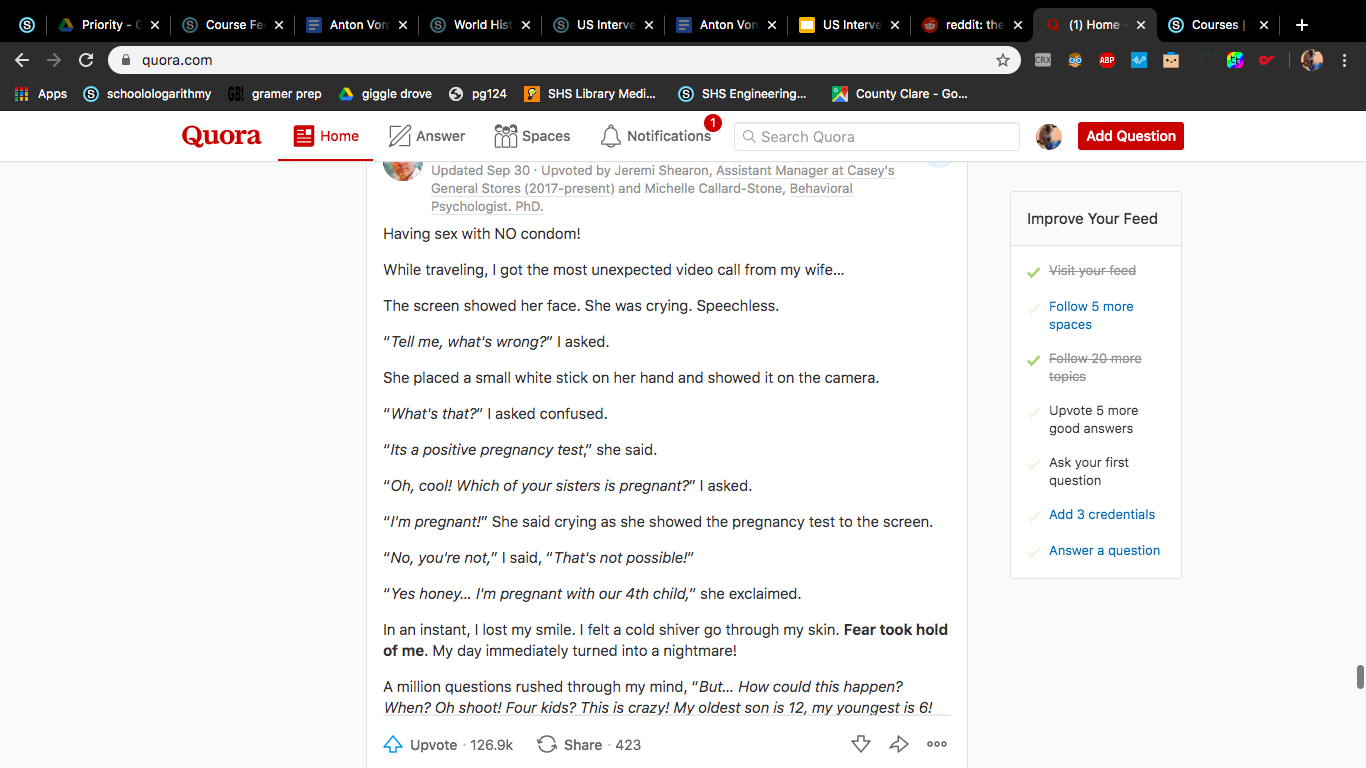 Priority - G
Course Fe
Anton Vor
World Hist
US Interve
Anton Vor
US Interve
reddit: the
(1) Home -
Courses |
quora.com
CRX
ABP
Apps
schoolologarithmy
GB!
gramer prep
giggle drove
pg124
SHS Library Medi...
SHS Engineering...
County Clare - Go...
Quora
Home
Answer
Spaces
Notifications
1
Search Quora
Add Question
Updated Sep 30 · Upvoted by Jeremi Shearon, Assistant Manager at Casey's
General Stores (2017-present) and Michelle Callard-Stone, Behavioral
Psychologist. PhD.
Having sex with NO condom!
While traveling, I got the most unexpected video call from my wife...
The screen showed her face. She was crying. Speechless.
“Tell me, what's wrong?” I asked.
She placed a small white stick on her hand and showed it on the camera.
“What's that?” I asked confused.
“Its a positive pregnancy test,” she said.
“Oh, cool! Which of your sisters is pregnant?” I asked.
“I'm pregnant!” She said crying as she showed the pregnancy test to the screen.
“No, you're not,” I said, “That's not possible!”
“Yes honey... I'm pregnant with our 4th child,” she exclaimed.
In an instant, I lost my smile. I felt a cold shiver go through my skin. Fear took hold
of me. My day immediately turned into a nightmare!
A million questions rushed through my mind, “But... How could this happen?
When? Oh shoot! Four kids? This is crazy! My oldest son is 12, my youngest is 6!
Upvote · 126.9k
Share · 423
Improve Your Feed
Visit your feed
Follow 5 more
spaces
Follow 20 more
topics
Upvote 5 more
good answers
Ask your first
question
Add 3 credentials
Answer a question